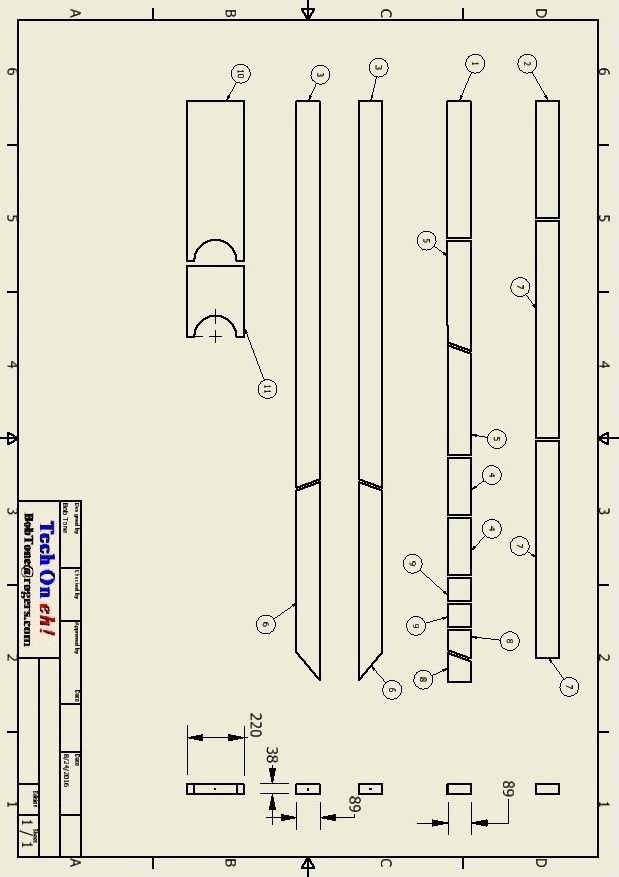 A B C D
6 6
5 5
4 4
3 3
2 2
1 1
10 3 3 1 2
5 7
11
5 4
4 7
9
9 8
6
6 8 7
220
38
89
89
Designed by
Bob Tone
Checked by
Approved by
Date
Date
8/24/2016
Tech On eh!
BobTone@rogers.com
Edition
Sheet
1 / 1
A B C D